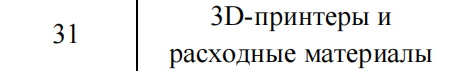 31
3D-принтеры и
расходные материалы